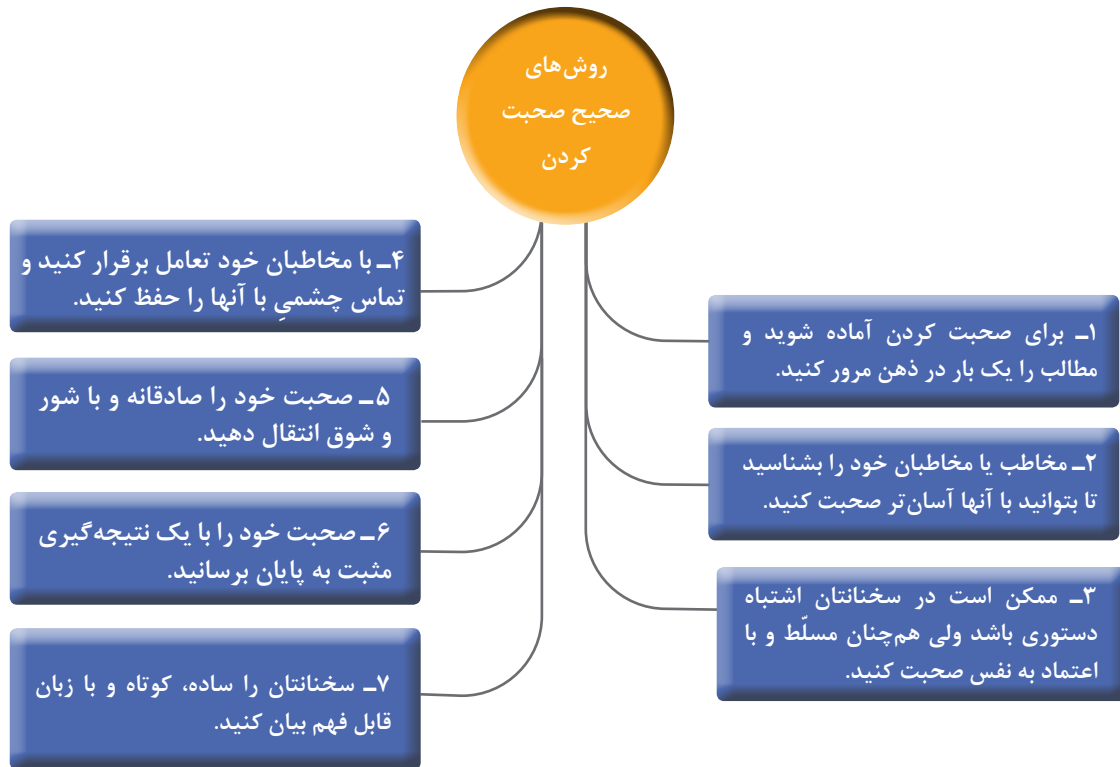 روش‌های
صحیح صحبت
کردن
۱ـ برای صحبت کردن آماده شوید و
مطالب را یک بار در ذهن مرور کنید.
۲ـ مخاطب یا مخاطبان خود را بشناسید
تا بتوانید با آنها آسان‌تر صحبت کنید.
۳ـ ممکن است در سخنانتان اشتباه
دستوری باشد ولی هم‌چنان مسلّط و با
اعتماد به نفس صحبت کنید.
۴ـ با مخاطبان خود تعامل برقرار کنید و
تماس چشمیِ با آنها را حفظ کنید.
۵ـ صحبت خود را صادقانه و با شور
و شوق انتقال دهید.
۶ـ صحبت خود را با یک نتیجه‌گیری
مثبت به پایان برسانید.
۷ـ سخنانتان را ساده، کوتاه و با زبان
قابل فهم بیان کنید.